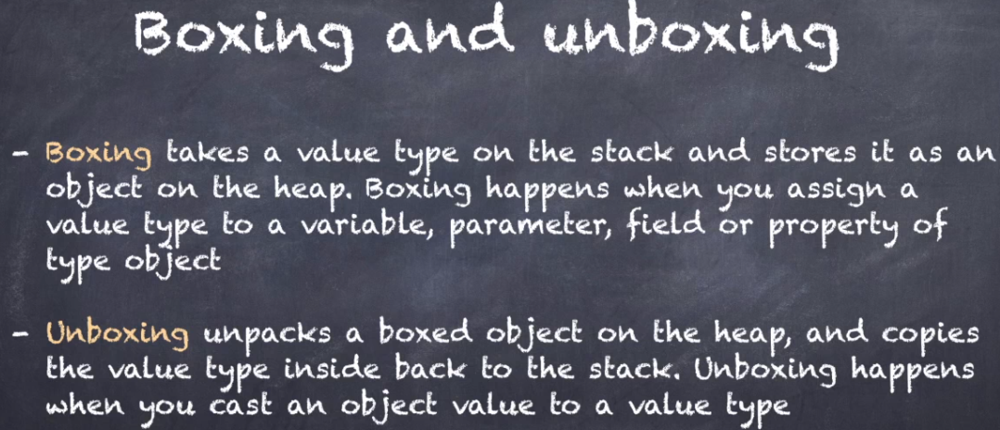 Boxing and unboxing
- Boxing takes a value type on the stack and stores it as an
object on the heap. Boxing happens when you assign a
value type to a variable, parameter, field or property of
type object
- Unboxing unpacks a boxed object on the heap, and copies
the value type inside back to the stack. Unboxing happens
when you cast an object value to a value type